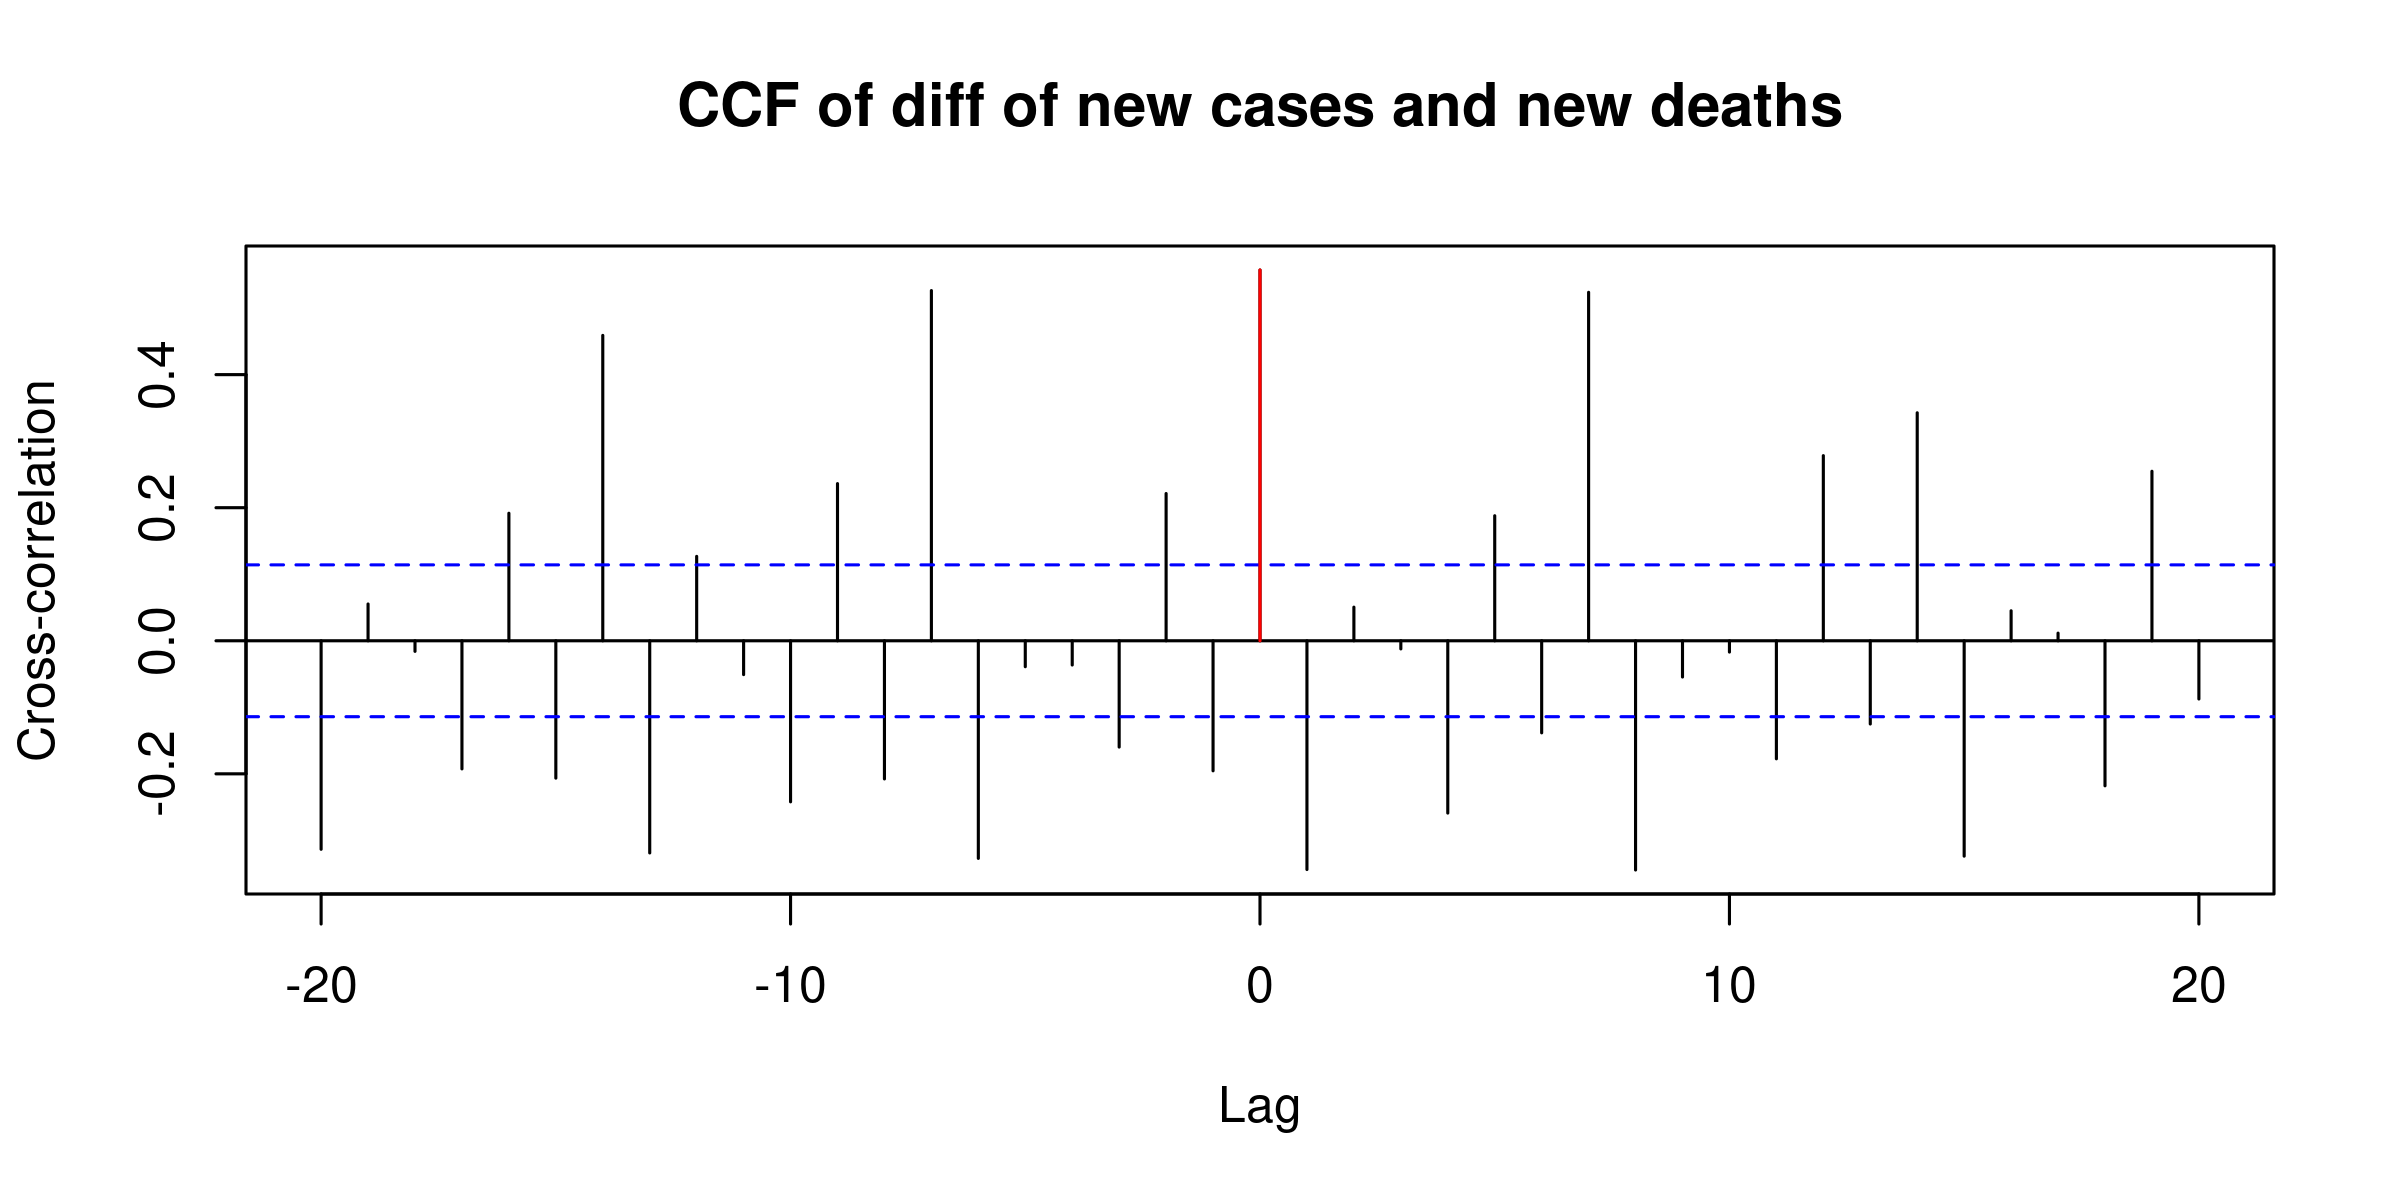 CCF of diff of new cases and new deaths
Cross-correlation
0.4
0.2
0.0
-0.2
-20 -10 0 10 20
Lag